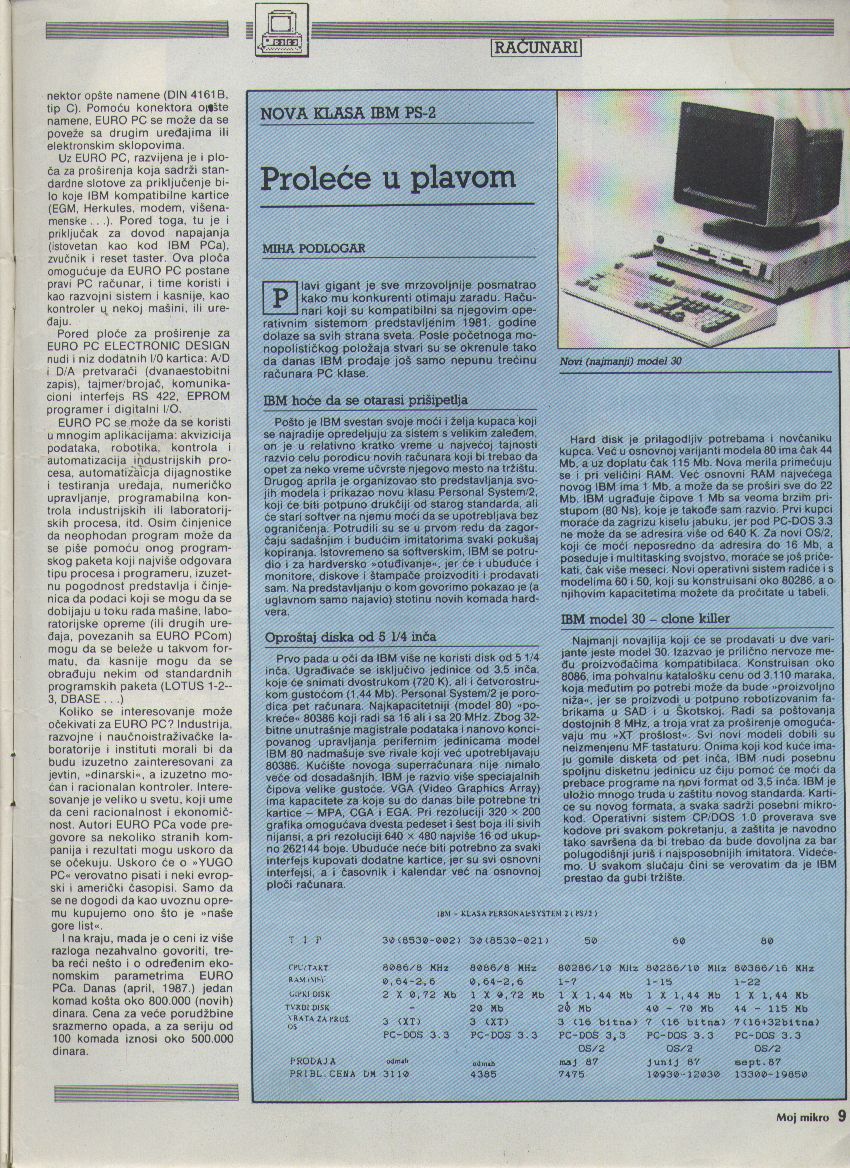 RAČUNARI
nektor opšte namene (DIN 4161B,
tip C). Pomoću konektora opšte
namene, EURO PC se može da se
poveže sa drugim uređajima ili
elektronskim sklopovima.
Uz EURO PC, razvijena je i plo-
ča za proširenja koja sadrži stan-
dardne slotove za priključenje bi-
lo koje IBM kompatibilne kartice
(EGM, Herkules, modem, višena-
menske . . .). Pored toga, tu je i
priključak za dovod napajanja
(istovetan kao kod IBM PCa),
zvučnik i reset taster. Ova ploča
omogućuje da EURO PC postane
pravi PC računar, i time koristi i
kao razvojni sistem i kasnije, kao
kontroler u nekoj mašini, ili ure-
đaju.
Pored ploće za proširenje za
EURO PC ELECTRONIC DESIGN
nudi i niz dodatnih I/0 kartica: A/D
i D/A pretvarači (dvanaestobitni
zapis), tajmer/brojač, komunika-
cioni interfejs RS 422, EPROM
programer i digitalni I/O.
EURO PC se može da se koristi
u mnogim aplikacijama: akvizicija
podataka, robotika, kontrola i
automatizacija industrijskih pro-
cesa, automatizaicja dijagnostike
i testiranja uređaja, numeričko
upravljanje, programabilna kon-
trola industrijskih ili laboratorij-
skih procesa, itd. Osim činjenice
da neophodan program može da
se piše pomoću onog program-
skog paketa koji najviše odgovara
tipu procesa i programeru, izuzet-
nu pogodnost predstavlja i činje-
nica da podaci koji se mogu da se
dobijaju u toku rada mašine, labo-
ratorijske opreme (ili drugih ure-
đaja, povezanih sa EURO PCom)
mogu da se beleže u takvom for-
matu, da kasnije mogu da se
obrađuju nekim od standardnih
programskih paketa (LOTUS 1-2-–
3, DBASE . . .)
Koliko se interesovanje može
očekivati za EURO PC? Industrija,
razvojne i naučnoistraživačke la-
boratorije i instituti morali bi da
budu izuzetno zainteresovani za
jevtin, »dinarski«, a izuzetno mo-
ćan i racionalan kontroler. Intere-
sovanje je veliko u svetu, koji ume
da ceni racionalnost i ekonomič-
nost. Autori EURO PCa vode pre-
govore sa nekoliko stranih kom-
panija i rezultati mogu uskoro da
se očekuju. Uskoro će o »YUGO
PC« verovatno pisati i neki evrop-
ski i američki časopisi. Samo da
se ne dogodi da kao uvoznu opre-
mu kupujemo ono što je »naše
gore list«.
I na kraju, mada je o ceni iz više
razloga nezahvalno govoriti, tre-
ba reći nešto i o određenim eko-
nomskim parametrima EURO
PCa. Danas (april, 1987.) jedan
komad košta oko 800.000 (novih)
dinara. Cena za veće porudžbine
srazmerno opada, a za seriju od
100 komada iznosi oko 500.000
dinara.
NOVA KLASA IBM PS-2
Proleće u plavom
MIHA PODLOGAR
Plavi gigant je sve mrzovoljnije posmatrao
kako mu konkurenti otimaju zaradu. Raču-
nari koji su kompatibilni sa njegovim ope-
rativnim sistemom predstavljenim 1981. godine
dolaze sa svih strana sveta. Posle početnoga mo-
nopolističkog položaja stvari su se okrenule tako
da danas IBM prodaje još samo nepunu trećinu
računara PC klase.
IBM hoće da se otarasi prišipetlja
Pošto je IBM svestan svoje moći i želja kupaca koji
se najradije opredeljuju za sistem s velikim zaleđem,
on je u relativno kratko vreme u najvećoj tajnosti
razvio celu porodicu novih računara koji bi trebao da
opet za neko vreme učvrste njegovo mesto na tržištu.
Drugog aprila je organizovao sto predstavljanja svo-
jih modela i prikazao novu klasu Personal System/2,
koji će biti potpuno drukčiji od starog standarda, ali
će stari softver na njemu moći da se upotrebljava bez
ograničenja. Potrudili su se u prvom redu da zagor-
čaju sadašnjim i budućim imitatorima svaki pokušaj
kopiranja. Istovremeno sa softverskim, IBM se potru-
dio i za hardversko »otuđivanje«, jer će i ubuduće i
monitore, diskove i štampače proizvoditi i prodavati
sam. Na predstavljanju o kom govorimo pokazao je (a
uglavnom samo najavio) stotinu novih komada hard-
vera.
Oproštaj diska od 5 1/4 inča
Prvo pada u oči da IBM više ne koristi disk od 5 1/4
inča. Ugrađivaće se isključivo jedinice od 3,5 inča,
koje će snimati dvostrukom (720 K), ali i četvorostru-
kom gustoćom (1,44 Mb). Personal System/2 je poro-
dica pet računara. Najkapacitetniji (model 80) »po-
kreće« 80386 koji radi sa 16 ali i sa 20 MHz. Zbog 32-
bitne unutrašnje magistrale podataka i nanovo konci-
povanog upravljanja perifernim jedinicama model
IBM 80 nadmašuje sve rivale koji već upotrebljavaju
80386. Kućište novoga superračunara nije nimalo
veće od dosadašnjih. IBM je razvio više specijalnih
čipova velike gustoće. VGA (Video Graphics Array)
ima kapacitete za koje su do danas bile potrebne tri
kartice – MPA, CGA i EGA. Pri rezoluciji 320 × 200
grafika omogućava dvesta pedeset i šest boja ili sivih
nijansi, a pri rezoluciji 640 × 480 najviše 16 od ukup-
no 262144 boje. Ubuduće neće biti potrebno za svaki
interfejs kupovati dodatne kartice, jer su svi osnovni
interfejsi, a i časovnik i kalendar već na osnovnoj
ploči računara.
Novi (najmanji) model 30
Hard disk je prilagodljiv potrebama i novčaniku
kupca. Već u osnovnoj varijanti modela 80 ima čak 44
Mb, a uz doplatu čak 115 Mb. Nova merila primećuju
se i pri veličini RAM. Već osnovni RAM najvećega
novog IBM ima 1 Mb, a može da se proširi sve do 22
Mb. IBM ugrađuje čipove 1 Mb sa veoma brzim pri-
stupom (80 Ns), koje je takođe sam razvio. Prvi kupci
moraće da zagrizu kiselu jabuku, jer pod PC-DOS 3.3
ne može da se adresira više od 640 K. Za novi OS/2,
koji će moći neposredno da adresira do 16 Mb, a
poseduje i multitasking svojstvo, moraće se još priče-
kati, čak više meseci. Novi operativni sistem radiće i s
modelima 60 i 50, koji su konstruisani oko 80286, a o
njihovim kapacitetima možete da pročitate u tabeli.
IBM model 30 – clone killer
Najmanji novajlija koji će se prodavati u dve vari-
jante jeste model 30. Izazvao je prilično nervoze me-
đu proizvođačima kompatibilaca. Konstruisan oko
8086, ima pohvalnu katalošku cenu od 3.110 maraka,
koja međutim po potrebi može da bude »proizvoljno
niža«, jer se proizvodi u potpuno robotizovanim fa-
brikama u SAD i u Škotskoj. Radi sa poštovanja
dostojnih 8 MHz, a troja vrat za proširenje omoguća-
vaju mu »XT prošlost«. Svi novi modeli dobili su
neizmenjenu MF tastaturu. Onima koji kod kuće ima-
ju gomile disketa od pet inča, IBM nudi posebnu
spoljnu disketnu jedinicu uz čiju pomoć će moći da
prebace programe na novi format od 3,5 inča. IBM je
uložio mnogo truda u zaštitu novog standarda. Karti-
ce su novog formata, a svaka sadrži posebni mikro-
kod. Operativni sistem CP/DOS 1.0 proverava sve
kodove pri svakom pokretanju, a zaštita je navodno
tako savršena da bi trebao da bude dovoljna za bar
polugodišnji juriš i najsposobnijih imitatora. Videće-
mo. U svakom slučaju čini se verovatim da je IBM
prestao da gubi tržište.
IBM – KLASA PERSONAL-SYSTEM 2 ( PS/2 )
T I P 30(8530-002) 30(8530-021) 50 60 80
CPU/TAKT 8086/8 MHz 8086/8 MHz 80286/10 MHz 80286/10 MHz 80386/16 KHz
RAM (Mb) 0,64-2,6 0,64-2,6 1-7 1-15 1-22
GIPKI DISK 2 X 0,72 Mb 1 X 0,72 Mb 1 X 1,44 Mb 1 X 1,44 Mb 1 X 1,44 Mb
TVRDI DISK - 20 Mb 20 Mb 40 - 70 Mb 44 - 115 Mb
VRATA ZA PROŠ. 3 (XT) 3 (XT) 3 (16 bitna) 7 (16 bitna) 7(16+32bitna)
OS PC-DOS 3.3 PC-DOS 3.3 PC-DOS 3,3 PC-DOS 3.3 PC-DOS 3.3
OS/2 OS/2 OS/2
PRODAJA odmah odmah maj 87 junij 87 sept.87
PRIBL. CENA DM 3110 4385 7475 10930-12030 13300-19850
Moj mikro 9